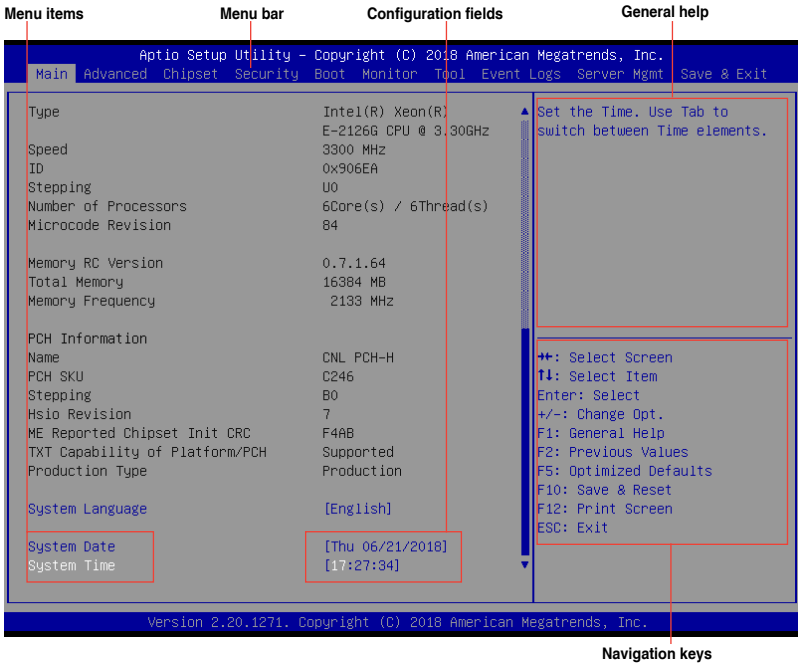 Menu items Menu bar Configuration fields General help
Aptio Setup Utility – Copyright (C) 2018 American Megatrends, Inc.
Main Advanced Chipset Security Boot Monitor Tool Event Logs Server Mgmt Save & Exit
Type Intel(R) Xeon(R)
E-2126G CPU @ 3.30GHz
Speed 3300 MHz
ID 0x906EA
Stepping U0
Number of Processors 6Core(s) / 6Thread(s)
Microcode Revision 84
Memory RC Version 0.7.1.64
Total Memory 16384 MB
Memory Frequency 2133 MHz
PCH Information
Name CNL PCH-H
PCH SKU C246
Stepping B0
Hsio Revision 7
ME Reported Chipset Init CRC F4AB
TXT Capability of Platform/PCH Supported
Production Type Production
System Language [English]
System Date [Thu 06/21/2018]
System Time [17:27:34]
Set the Time. Use Tab to
switch between Time elements.
→←: Select Screen
↑↓: Select Item
Enter: Select
+/-: Change Opt.
F1: General Help
F2: Previous Values
F5: Optimized Defaults
F10: Save & Reset
F12: Print Screen
ESC: Exit
Version 2.20.1271. Copyright (C) 2018 American Megatrends, Inc.
Navigation keys